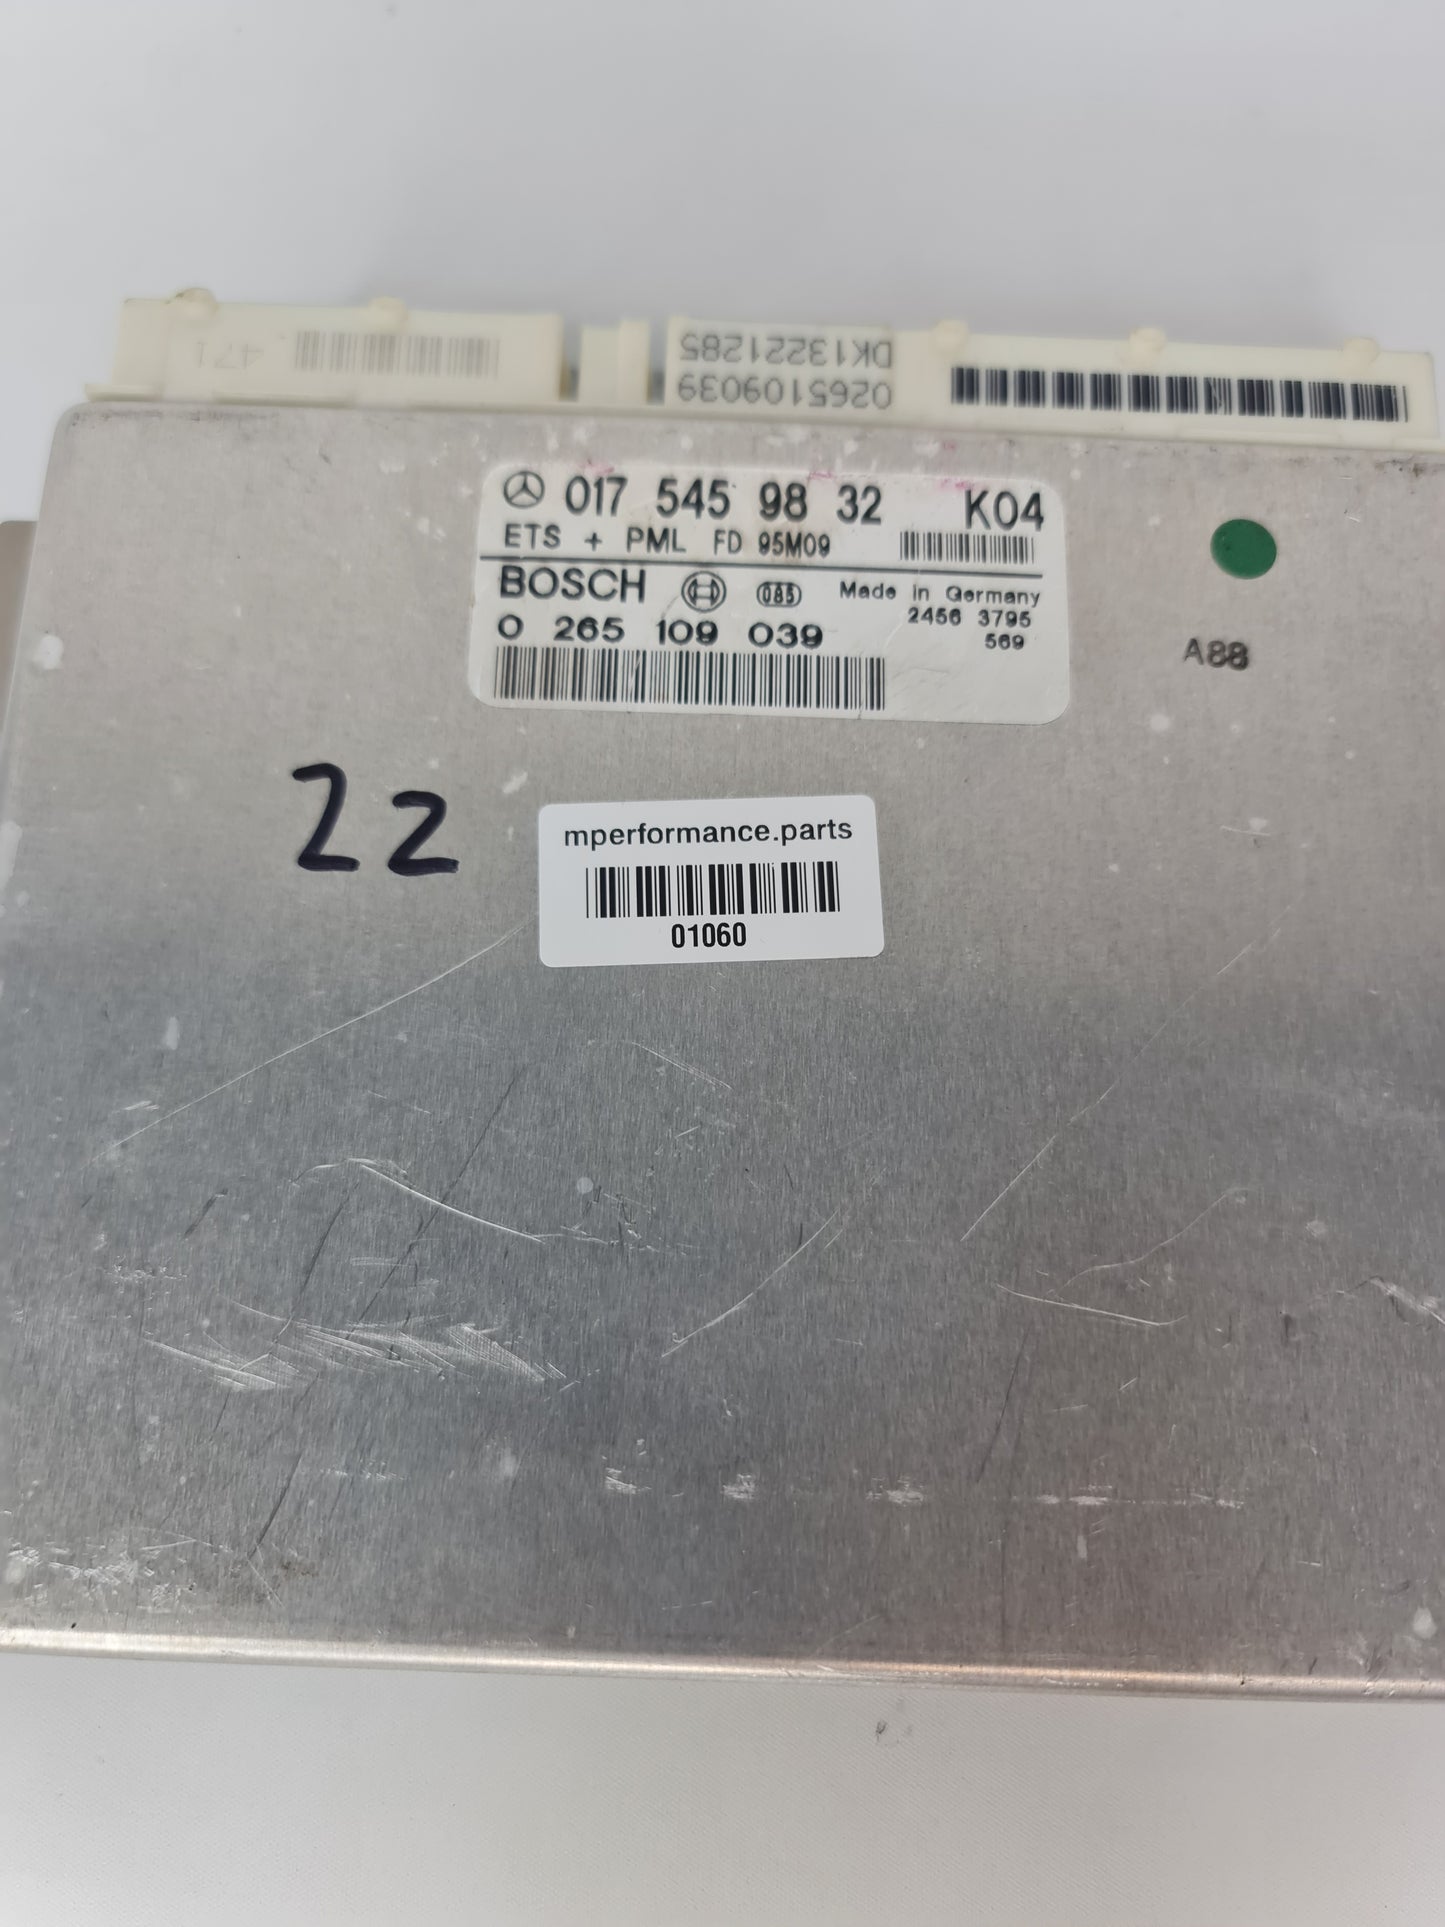 471
DK13221285
0265109039
017 545 98 32 K04
ETS + PML FD 95M09
BOSCH 085 Made in Germany
0 265 109 039 2456 3795
569
A88
22
mperformance.parts
01060